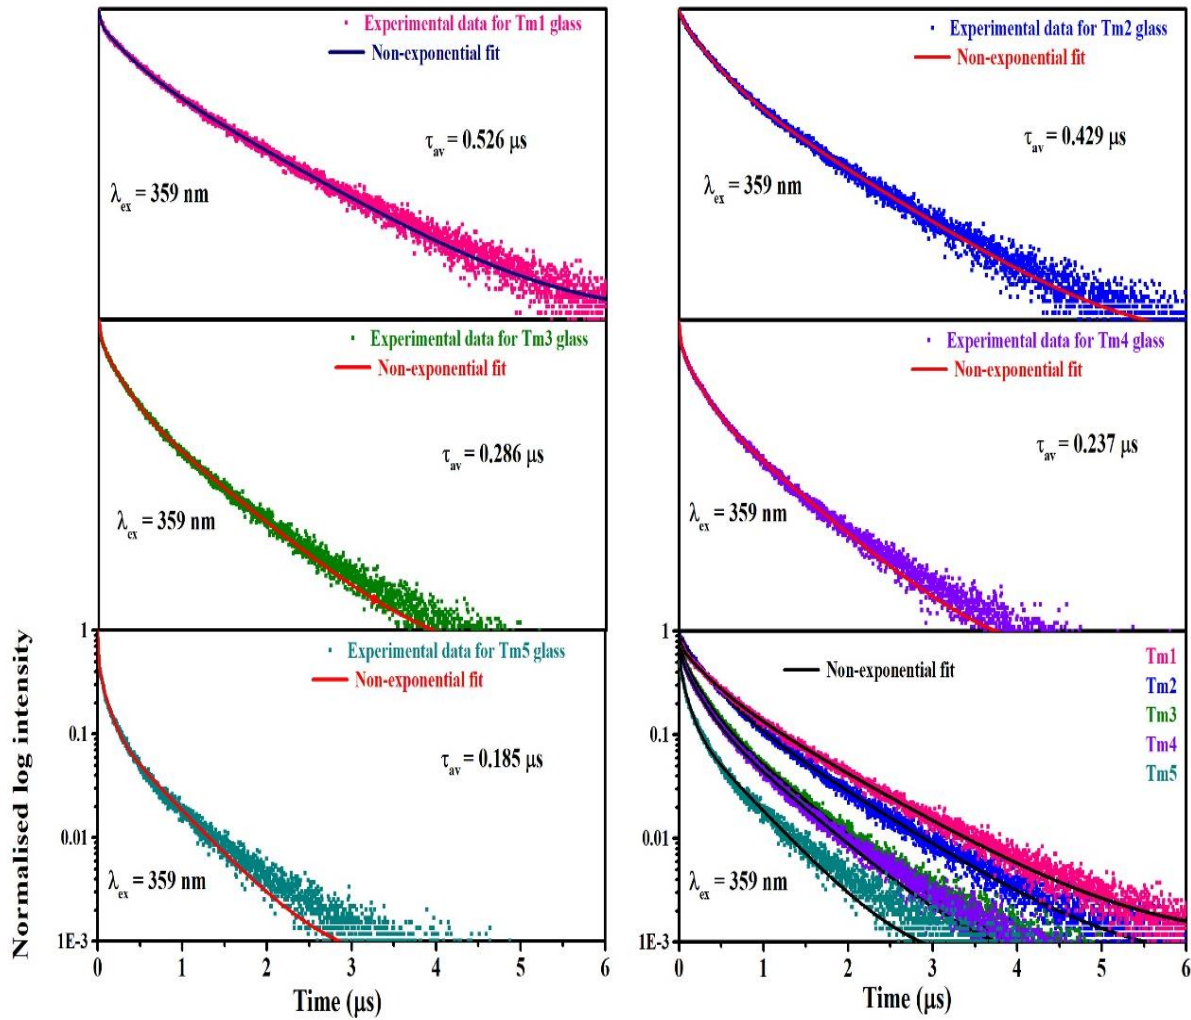 Experimental data for Tm1 glass
Non-exponential fit
τav = 0.526 μs
λex = 359 nm
Experimental data for Tm2 glass
Non-exponential fit
τav = 0.429 μs
λex = 359 nm
Experimental data for Tm3 glass
Non-exponential fit
τav = 0.286 μs
λex = 359 nm
Experimental data for Tm4 glass
Non-exponential fit
τav = 0.237 μs
λex = 359 nm
Normalised log intensity
1
0.1
0.01
1E-3
Experimental data for Tm5 glass
Non-exponential fit
τav = 0.185 μs
λex = 359 nm
0 1 2 3 4 5 6
Time (μs)
1
0.1
0.01
1E-3
Non-exponential fit
Tm1
Tm2
Tm3
Tm4
Tm5
λex = 359 nm
0 1 2 3 4 5 6
Time (μs)